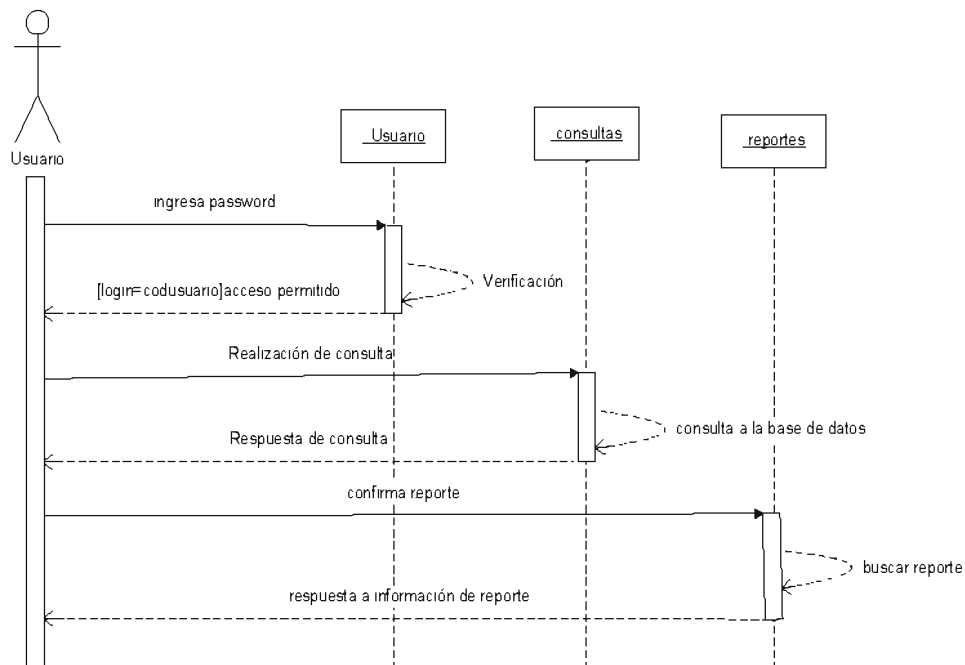 Usuario
Usuario
consultas
reportes
ingresa password
Verificación
[login=codusuario]acceso permitido
Realización de consulta
consulta a la base de datos
Respuesta de consulta
confirma reporte
buscar reporte
respuesta a información de reporte